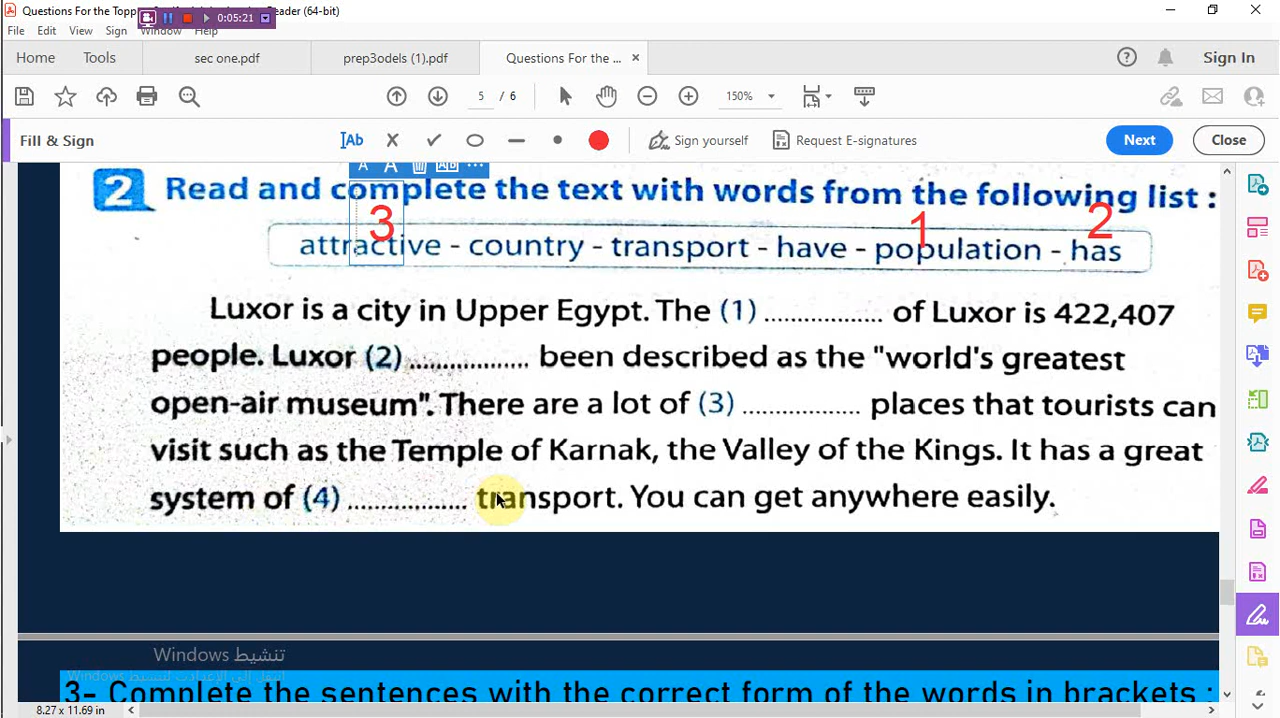 Questions For the Topp
eader (64-bit)
0:05:21
File Edit View Sign Window Help
Home Tools sec one.pdf prep3odels (1).pdf Questions For the ... × Sign In
5 / 6 150%
Fill & Sign Ab Sign yourself Request E-signatures Next Close
A A
2 Read and complete the text with words from the following list :
3 1 2
attractive - country - transport - have - population - has
Luxor is a city in Upper Egypt. The (1) .................. of Luxor is 422,407
people. Luxor (2) .................. been described as the "world's greatest
open-air museum". There are a lot of (3) .................. places that tourists can
visit such as the Temple of Karnak, the Valley of the Kings. It has a great
system of (4) .................. transport. You can get anywhere easily.
تنشيط Windows
انتقل إلى الإعدادات لتنشيط Windows
3- Complete the sentences with the correct form of the words in brackets :
8.27 x 11.69 in